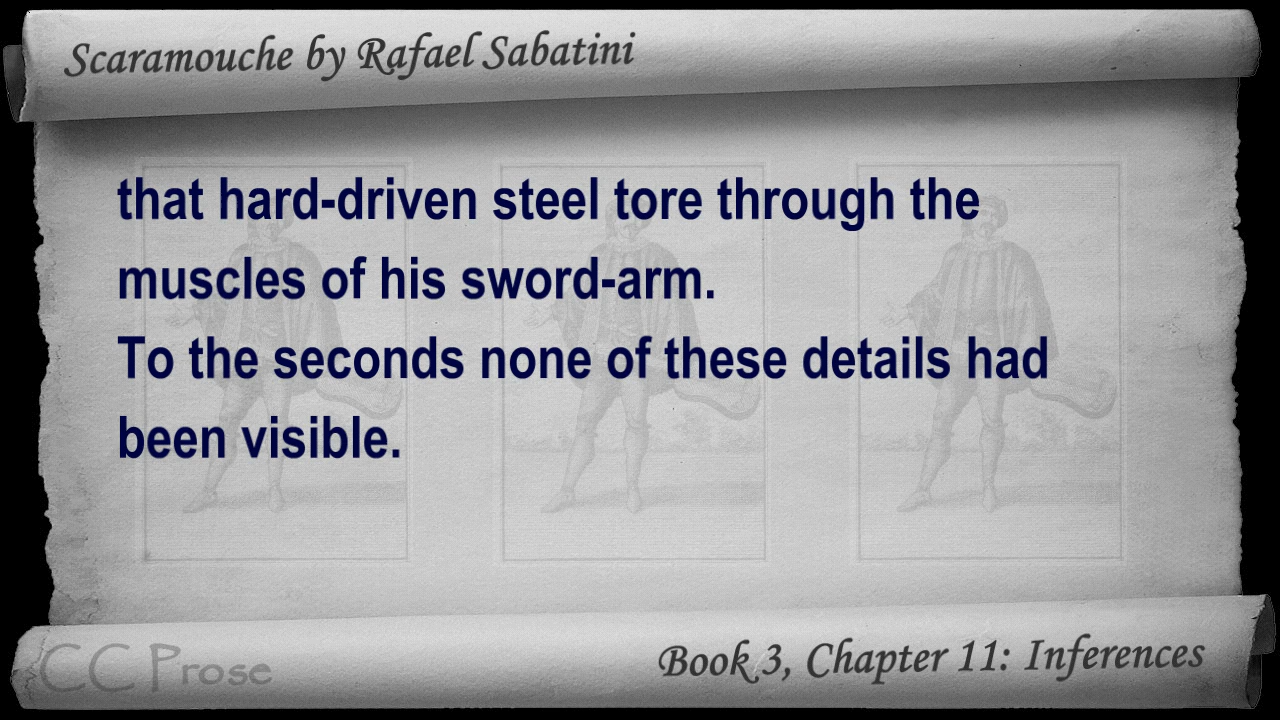 Scaramouche by Rafael Sabatini
that hard-driven steel tore through the
muscles of his sword-arm.
To the seconds none of these details had
been visible.
CC Prose
Book 3, Chapter 11: Inferences